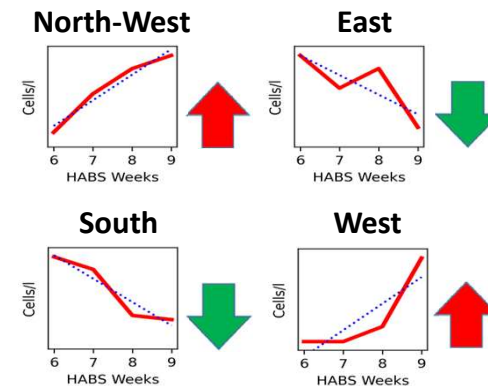 North-West
Cells/l
6 7 8 9
HABS Weeks
East
Cells/l
6 7 8 9
HABS Weeks
South
Cells/l
6 7 8 9
HABS Weeks
West
Cells/l
6 7 8 9
HABS Weeks